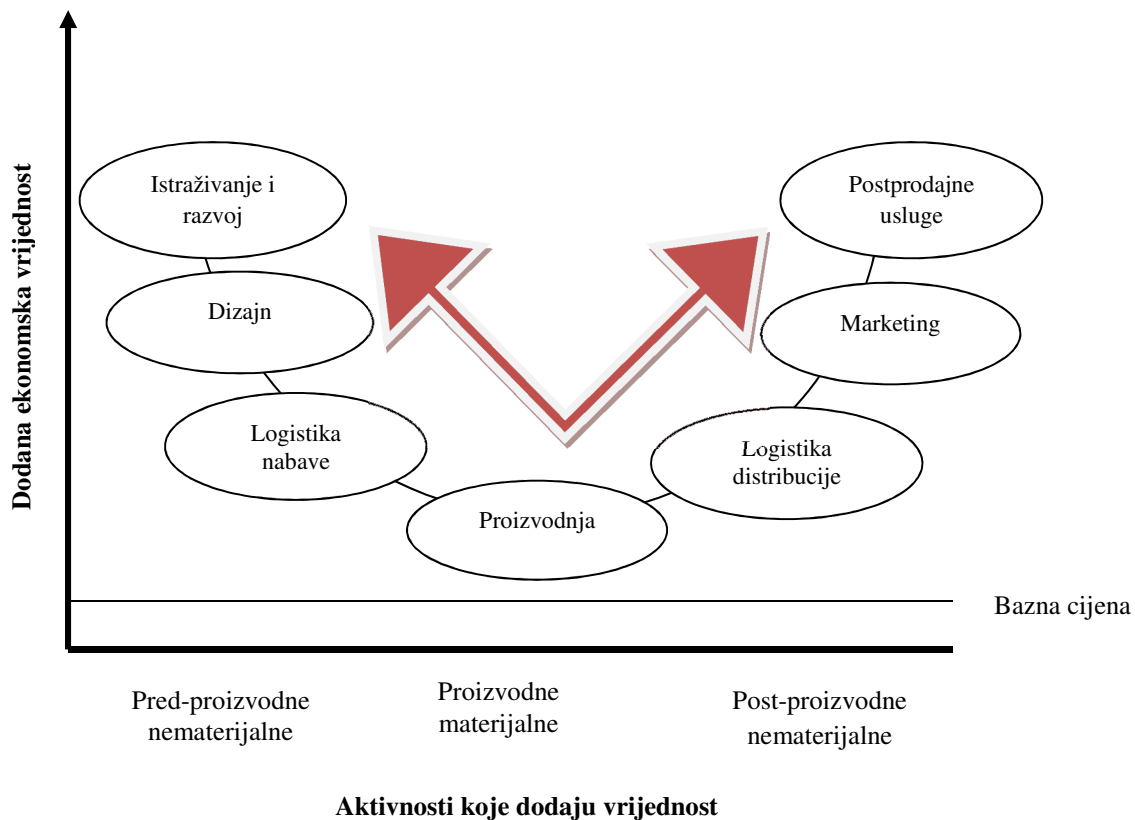 Dodana ekonomska vrijednost
Istraživanje i
razvoj
Dizajn
Logistika
nabave
Proizvodnja
Logistika
distribucije
Marketing
Postprodajne
usluge
Bazna cijena
Pred-proizvodne
nematerijalne
Proizvodne
materijalne
Post-proizvodne
nematerijalne
Aktivnosti koje dodaju vrijednost